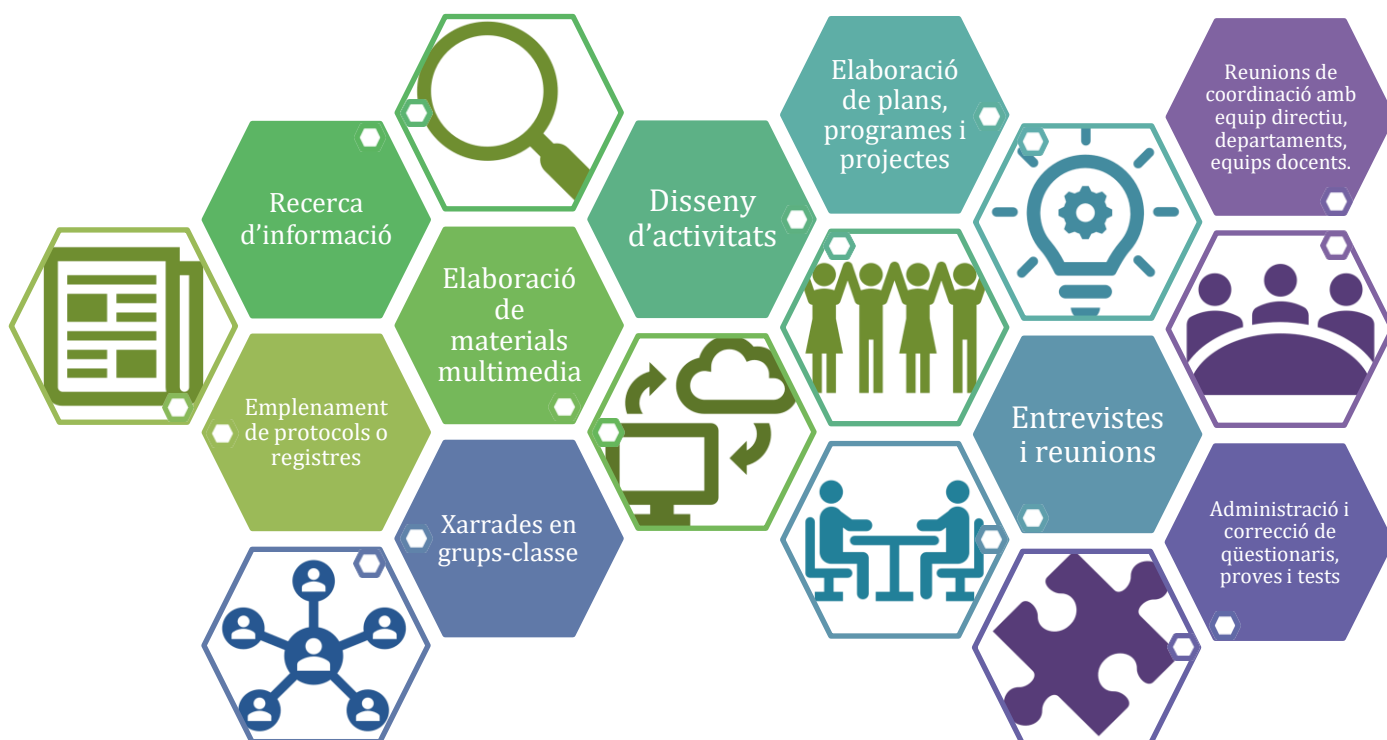 Recerca
d’informació
Emplenament
de protocols o
registres
Elaboració
de
materials
multimedia
Xarrades en
grups-classe
Disseny
d’activitats
Elaboració
de plans,
programes i
projectes
Entrevistes
i reunions
Reunions de
coordinació amb
equip directiu,
departaments,
equips docents.
Administració i
correcció de
qüestionaris,
proves i tests